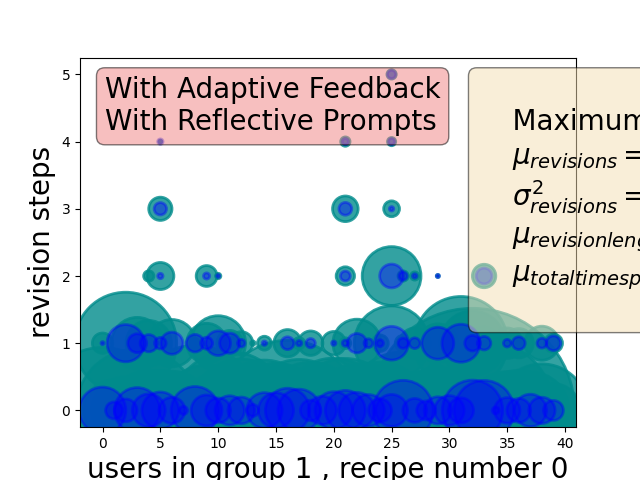 With Adaptive Feedback
With Reflective Prompts
Maximum
μrevisions =
σ²revisions =
μrevisionleng
μtotaltimesp
revision steps
5
4
3
2
1
0
0 5 10 15 20 25 30 35 40
users in group 1 , recipe number 0